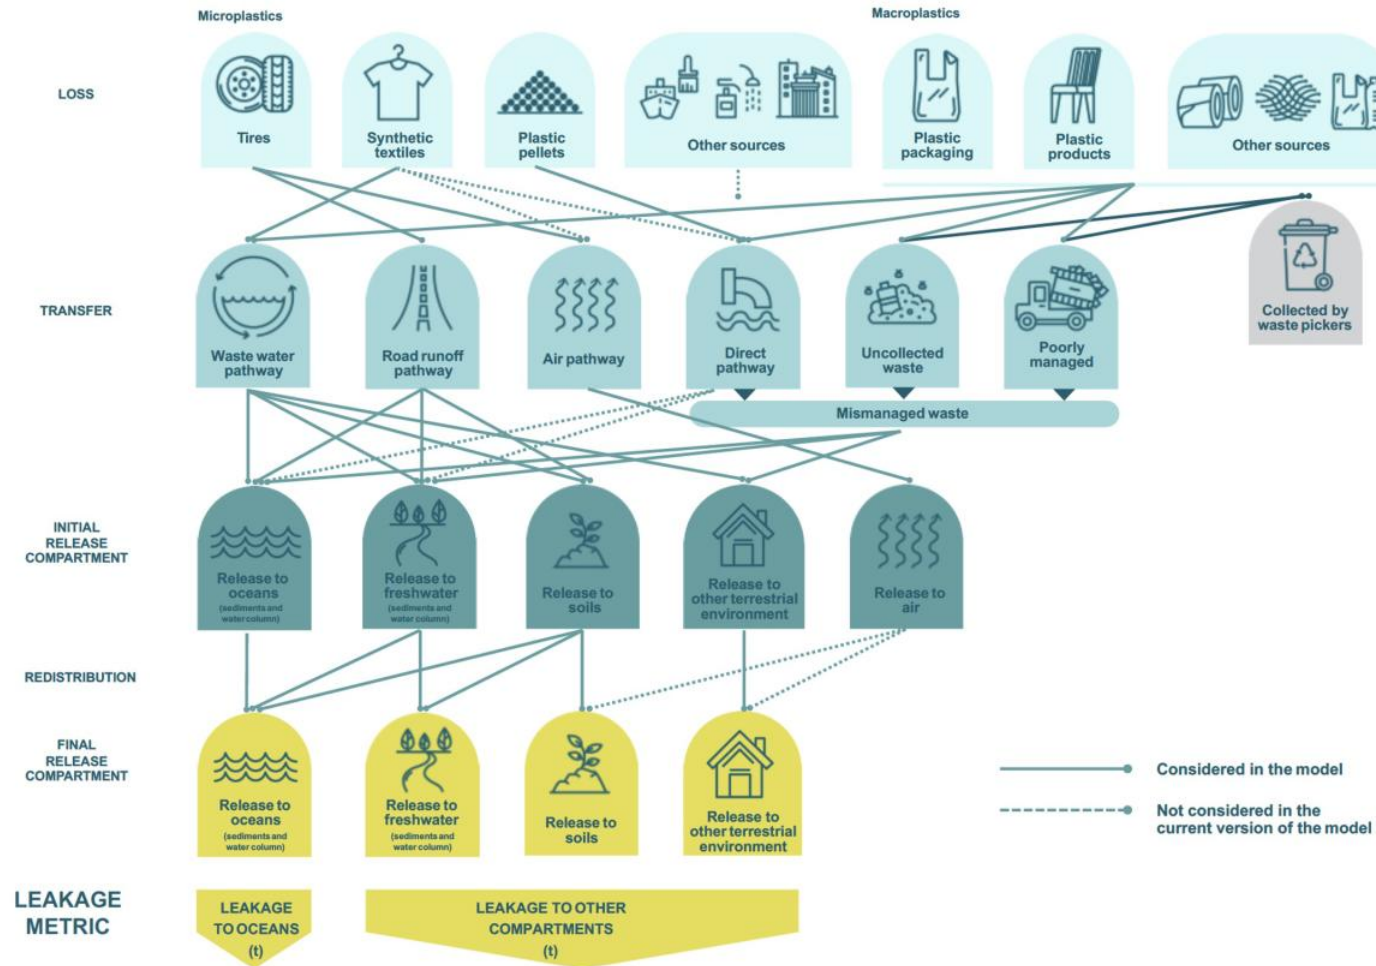 Microplastics
Macroplastics
LOSS
Tires
Synthetic
textiles
Plastic
pellets
Other sources
Plastic
packaging
Plastic
products
Other sources
TRANSFER
Waste water
pathway
Road runoff
pathway
Air pathway
Direct
pathway
Uncollected
waste
Poorly
managed
Collected by
waste pickers
Mismanaged waste
INITIAL
RELEASE
COMPARTMENT
Release to
oceans
(sediments and
water column)
Release to
freshwater
(sediments and
water column)
Release to
soils
Release to
other terrestrial
environment
Release to
air
REDISTRIBUTION
FINAL
RELEASE
COMPARTMENT
Release to
oceans
(sediments and
water column)
Release to
freshwater
(sediments and
water column)
Release to
soils
Release to
other terrestrial
environment
Considered in the model
Not considered in the
current version of the model
LEAKAGE
METRIC
LEAKAGE
TO OCEANS
(t)
LEAKAGE TO OTHER
COMPARTMENTS
(t)